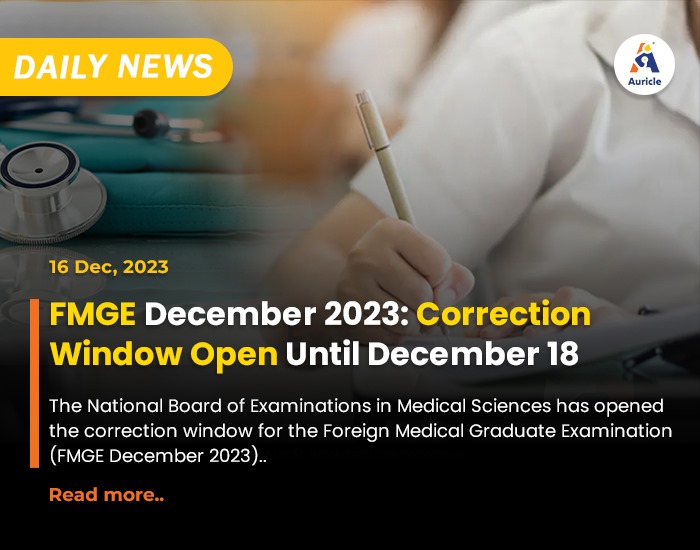 DAILY NEWS
Auricle
16 Dec, 2023
FMGE December 2023: Correction
Window Open Until December 18
The National Board of Examinations in Medical Sciences has opened
the correction window for the Foreign Medical Graduate Examination
(FMGE December 2023)..
Read more..